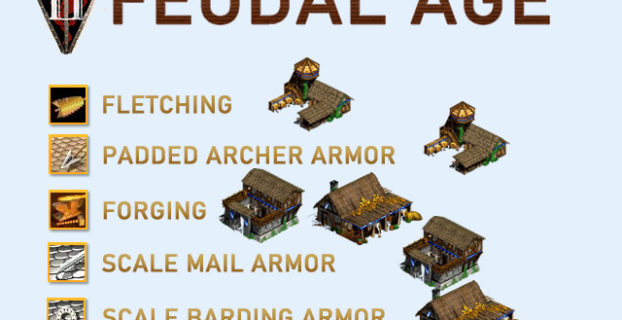 FEUDAL AGE
FLETCHING
PADDED ARCHER ARMOR
FORGING
SCALE MAIL ARMOR
SCALE BARDING ARMOR